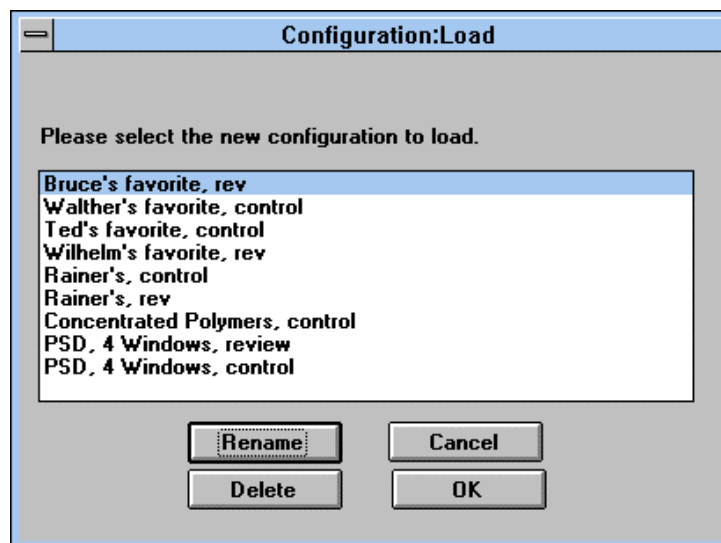 Configuration:Load
Please select the new configuration to load.
Bruce's favorite, rev
Walther's favorite, control
Ted's favorite, control
Wilhelm's favorite, rev
Rainer's, control
Rainer's, rev
Concentrated Polymers, control
PSD, 4 Windows, review
PSD, 4 Windows, control
Rename Cancel
Delete OK